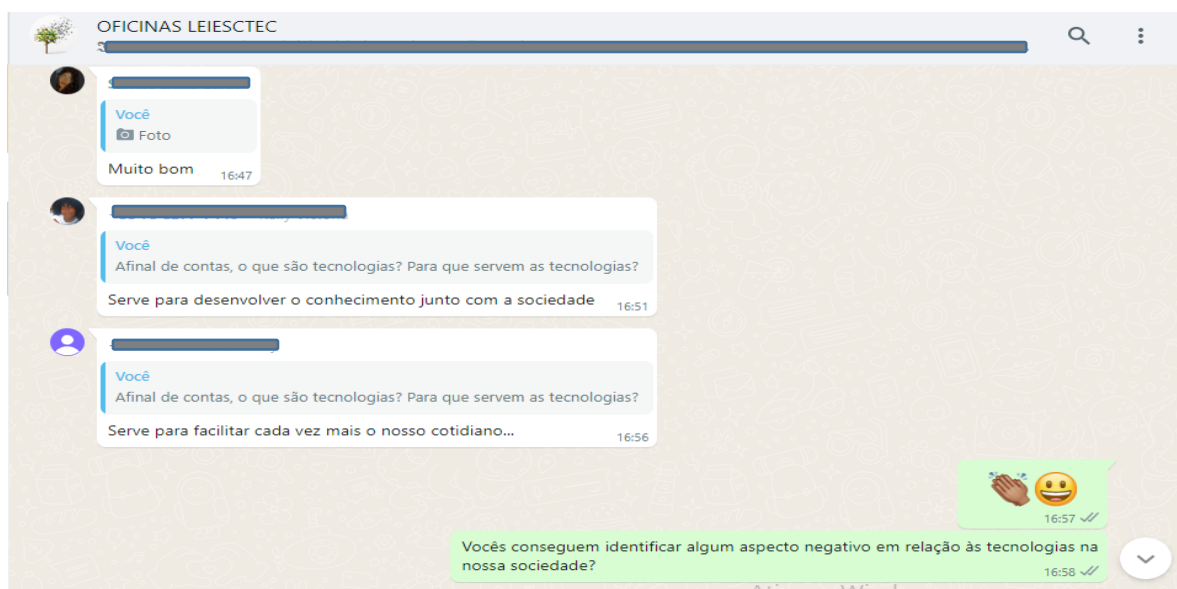 OFICINAS LEIESCTEC
Você
Foto
Muito bom 16:47
Você
Afinal de contas, o que são tecnologias? Para que servem as tecnologias?
Serve para desenvolver o conhecimento junto com a sociedade 16:51
Você
Afinal de contas, o que são tecnologias? Para que servem as tecnologias?
Serve para facilitar cada vez mais o nosso cotidiano... 16:56
16:57
Vocês conseguem identificar algum aspecto negativo em relação às tecnologias na
nossa sociedade? 16:58